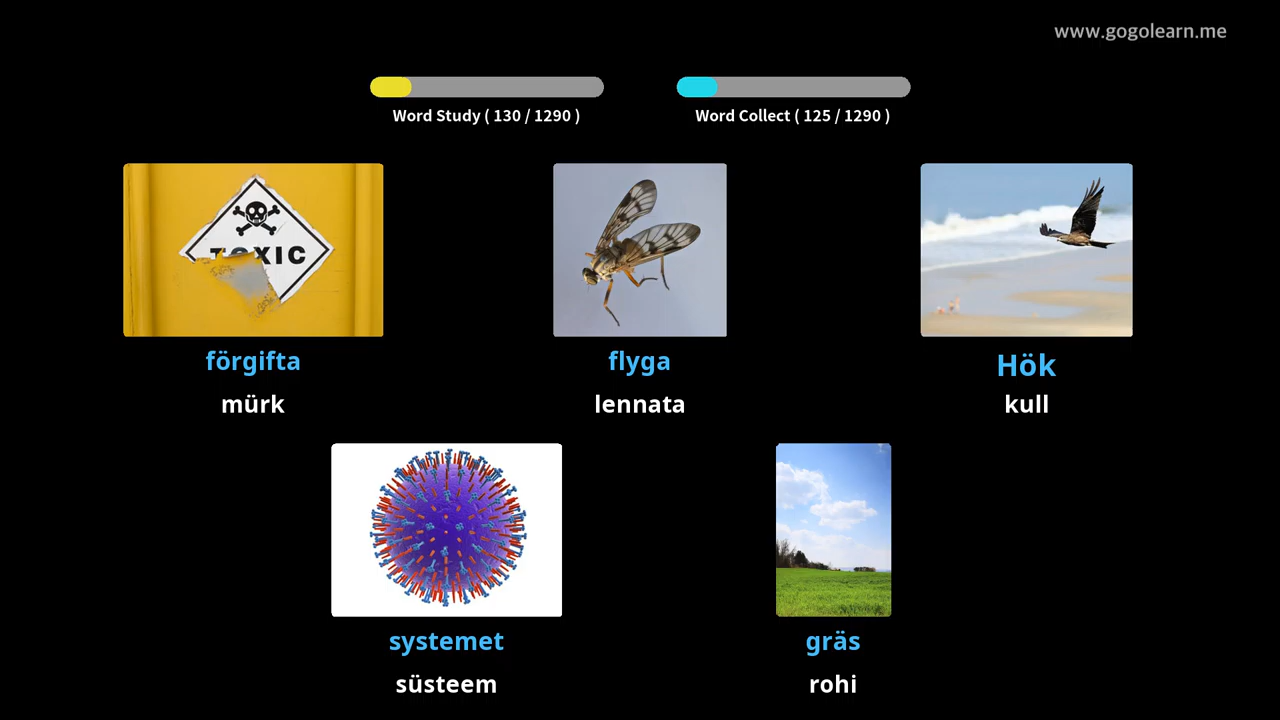 www.gogolearn.me
Word Study ( 130 / 1290 )
Word Collect ( 125 / 1290 )
TOXIC
förgifta
flyga
Hök
mürk
lennata
kull
systemet
gräs
süsteem
rohi